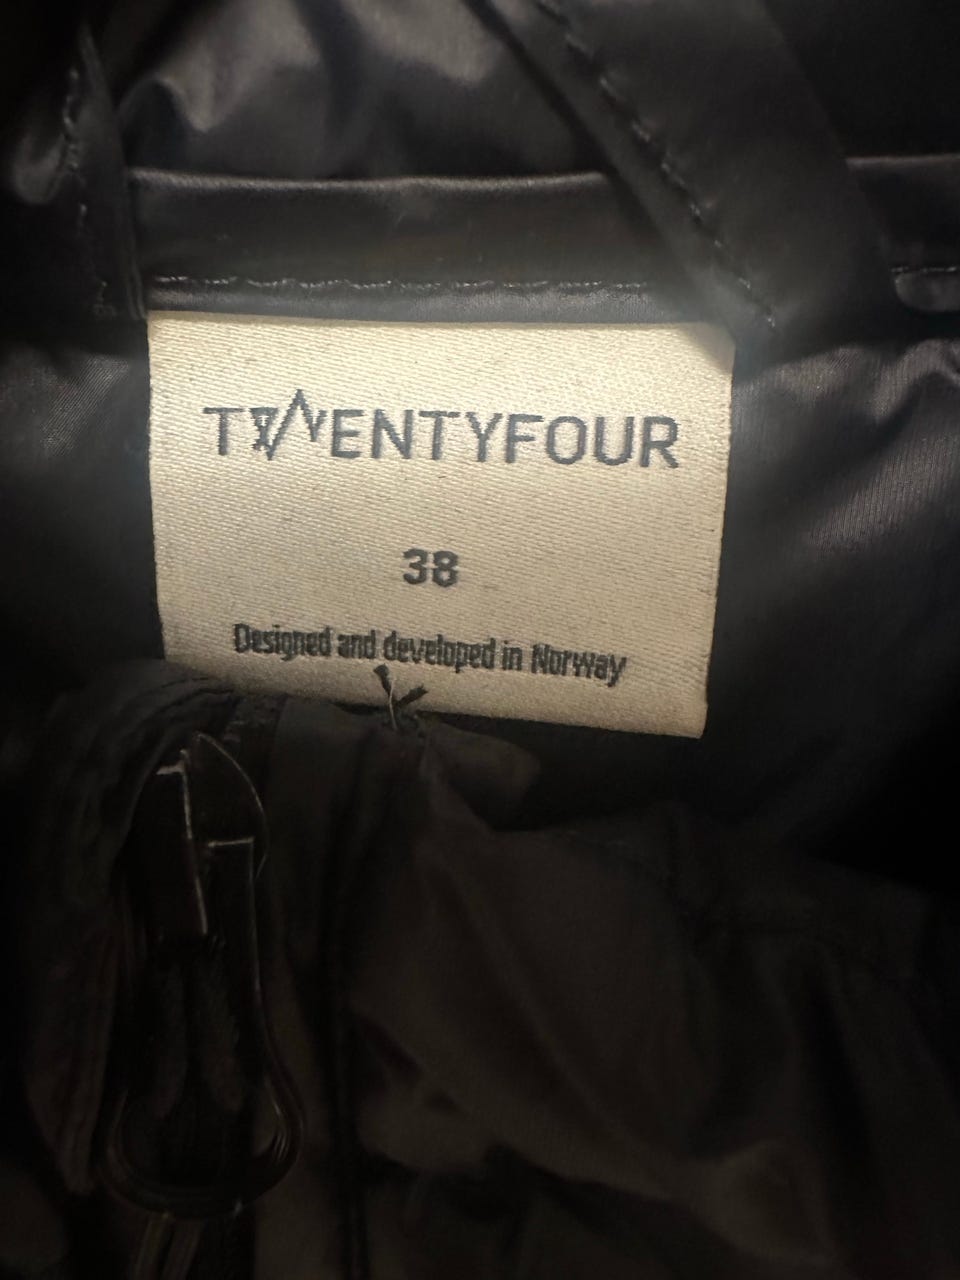 TWENTYFOUR
38
Designed and developed in Norway